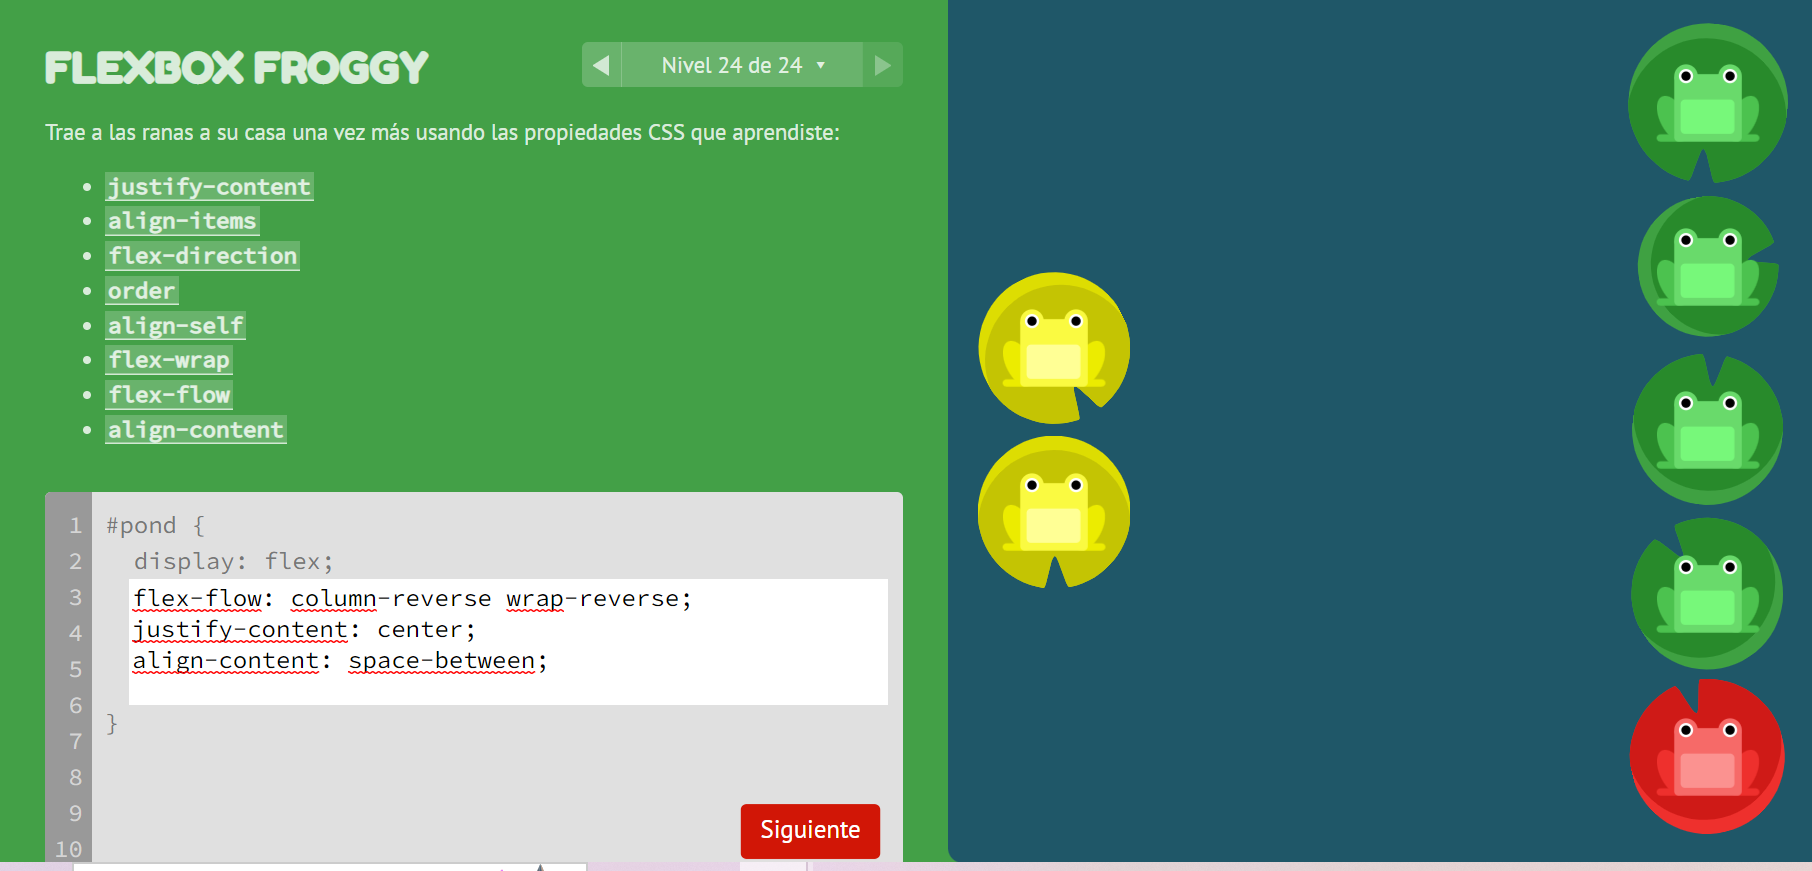 FLEXBOX FROGGY
Nivel 24 de 24
Trae a las ranas a su casa una vez más usando las propiedades CSS que aprendiste:
justify-content
align-items
flex-direction
order
align-self
flex-wrap
flex-flow
align-content
1 #pond {
2 display: flex;
3 flex-flow: column-reverse wrap-reverse;
4 justify-content: center;
5 align-content: space-between;
6
}
7
8
9
Siguiente
10